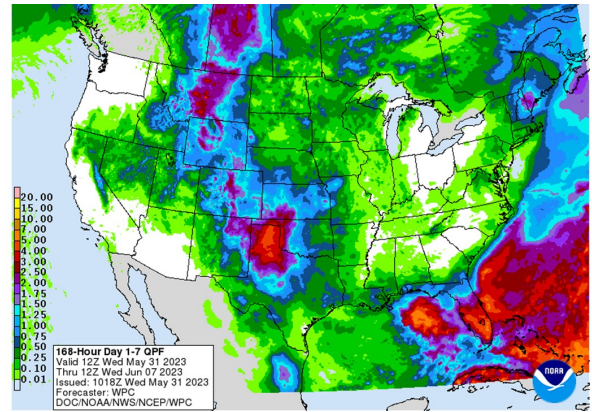 20.00
15.00
10.00
7.00
5.00
4.00
3.00
2.50
2.00
1.75
1.50
1.25
1.00
0.75
0.50
0.25
0.10
0.01
168-Hour Day 1-7 QPF
Valid 12Z Wed May 31 2023
Thru 12Z Wed Jun 07 2023
Issued: 1018Z Wed May 31 2023
Forecaster: WPC
DOC/NOAA/NWS/NCEP/WPC
NOAA